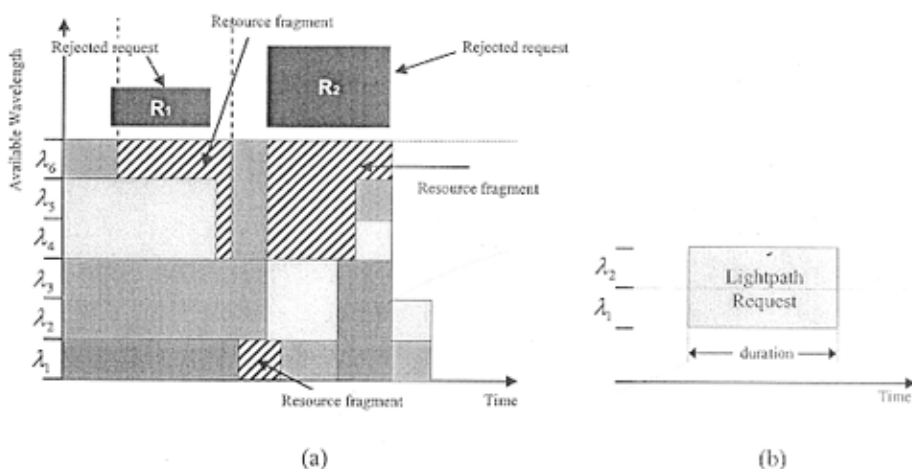 Resource fragment
Rejected request
Rejected request
R₁
R₂
Available Wavelength
λ₆
λ₅
λ₄
λ₃
λ₂
λ₁
Resource fragment
Resource fragment
Time
(a)
λ₂
λ₁
Lightpath
Request
duration
Time
(b)